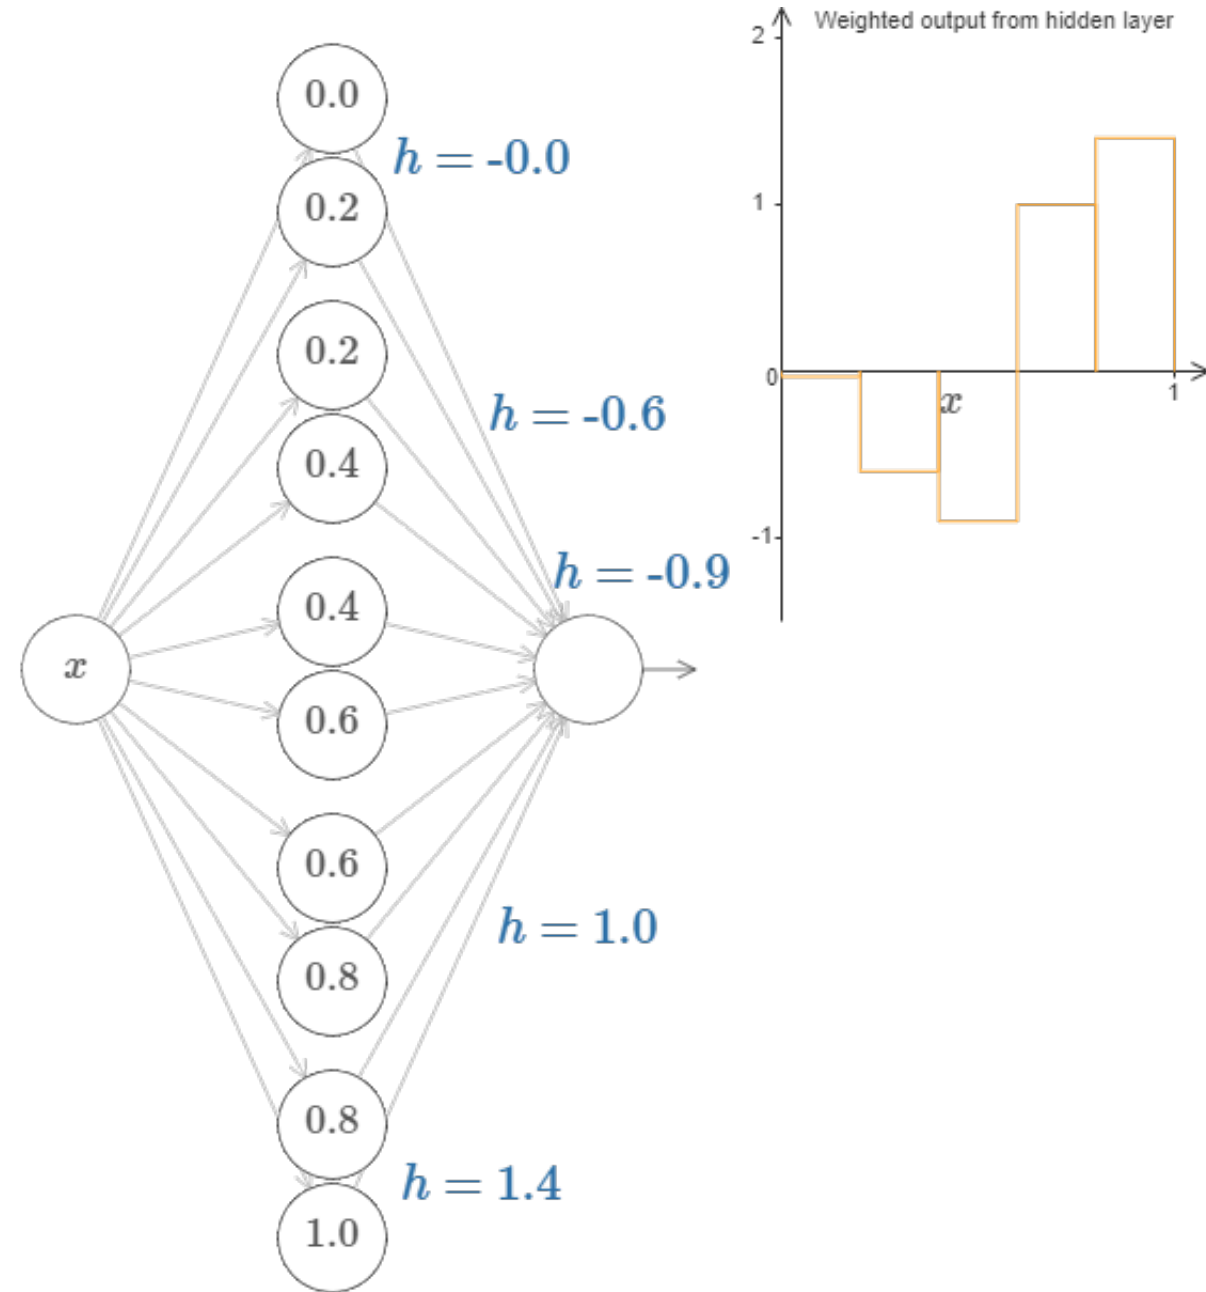 0.0
h = -0.0
0.2
0.2
h = -0.6
0.4
h = -0.9
0.4
x
0.6
0.6
h = 1.0
0.8
0.8
h = 1.4
1.0
Weighted output from hidden layer
2
1
0
x
1
-1